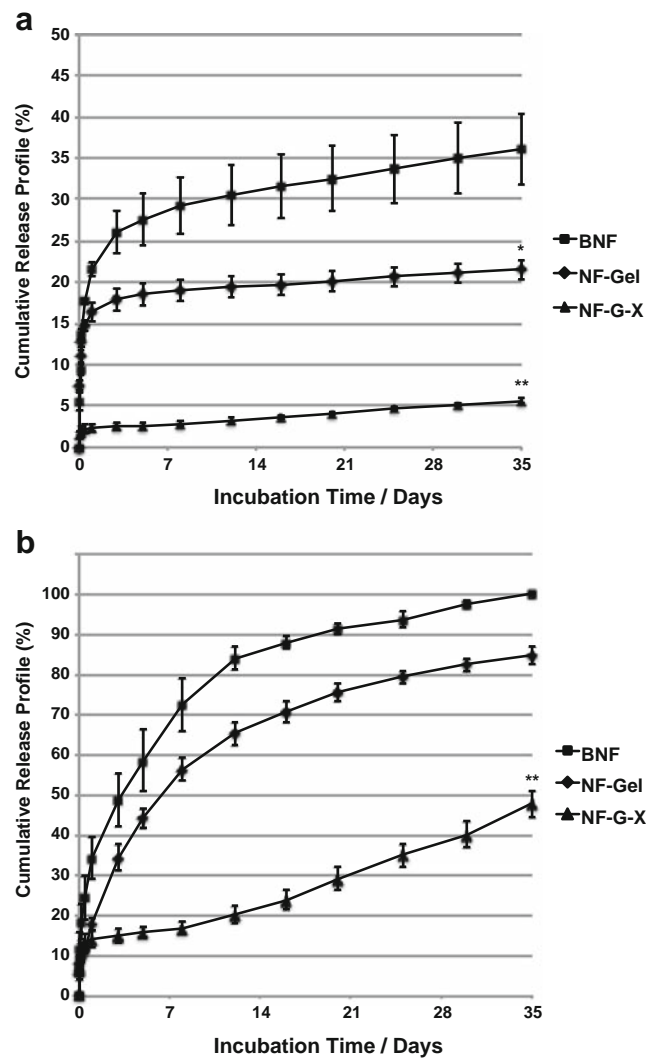 a
50
45
40
35
30
25
20
15
10
5
0
Cumulative Release Profile (%)
BNF
NF-Gel
NF-G-X
*
**
0 7 14 21 28 35
Incubation Time / Days
b
100
90
80
70
60
50
40
30
20
10
0
Cumulative Release Profile (%)
BNF
NF-Gel
NF-G-X
**
0 7 14 21 28 35
Incubation Time / Days